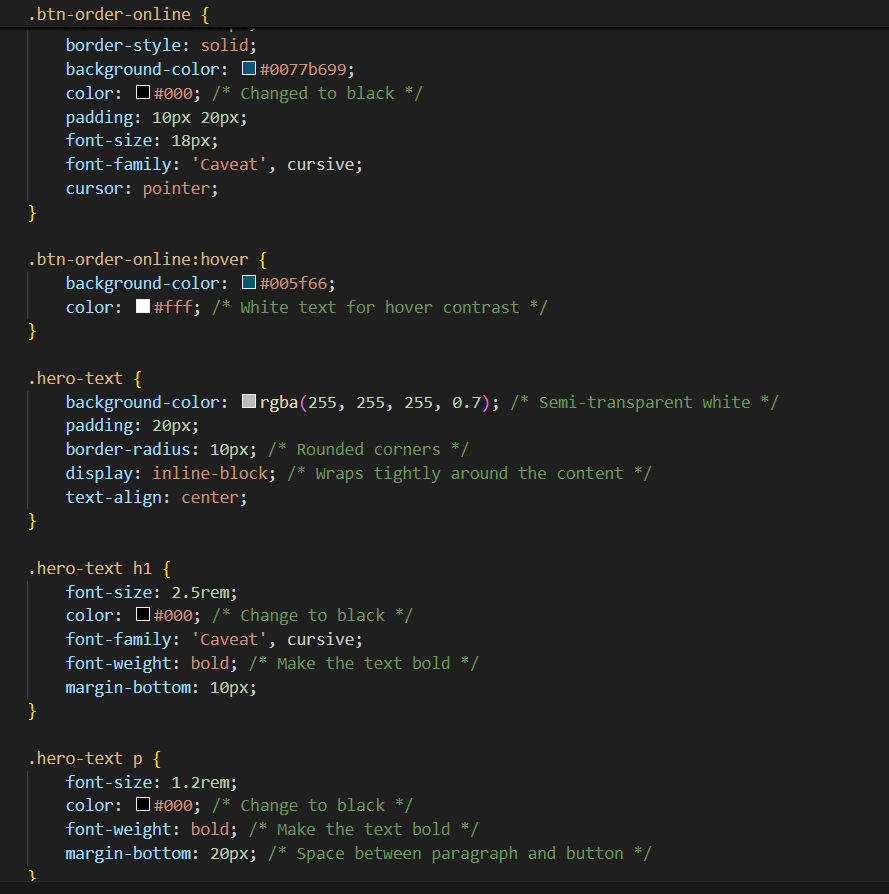 .btn-order-online {
    border-style: solid;
    background-color: #0077b699;
    color: #000; /* Changed to black */
    padding: 10px 20px;
    font-size: 18px;
    font-family: 'Caveat', cursive;
    cursor: pointer;
}
.btn-order-online:hover {
    background-color: #005f66;
    color: #fff; /* White text for hover contrast */
}
.hero-text {
    background-color: rgba(255, 255, 255, 0.7); /* Semi-transparent white */
    padding: 20px;
    border-radius: 10px; /* Rounded corners */
    display: inline-block; /* Wraps tightly around the content */
    text-align: center;
}
.hero-text h1 {
    font-size: 2.5rem;
    color: #000; /* Change to black */
    font-family: 'Caveat', cursive;
    font-weight: bold; /* Make the text bold */
    margin-bottom: 10px;
}
.hero-text p {
    font-size: 1.2rem;
    color: #000; /* Change to black */
    font-weight: bold; /* Make the text bold */
    margin-bottom: 20px; /* Space between paragraph and button */
}